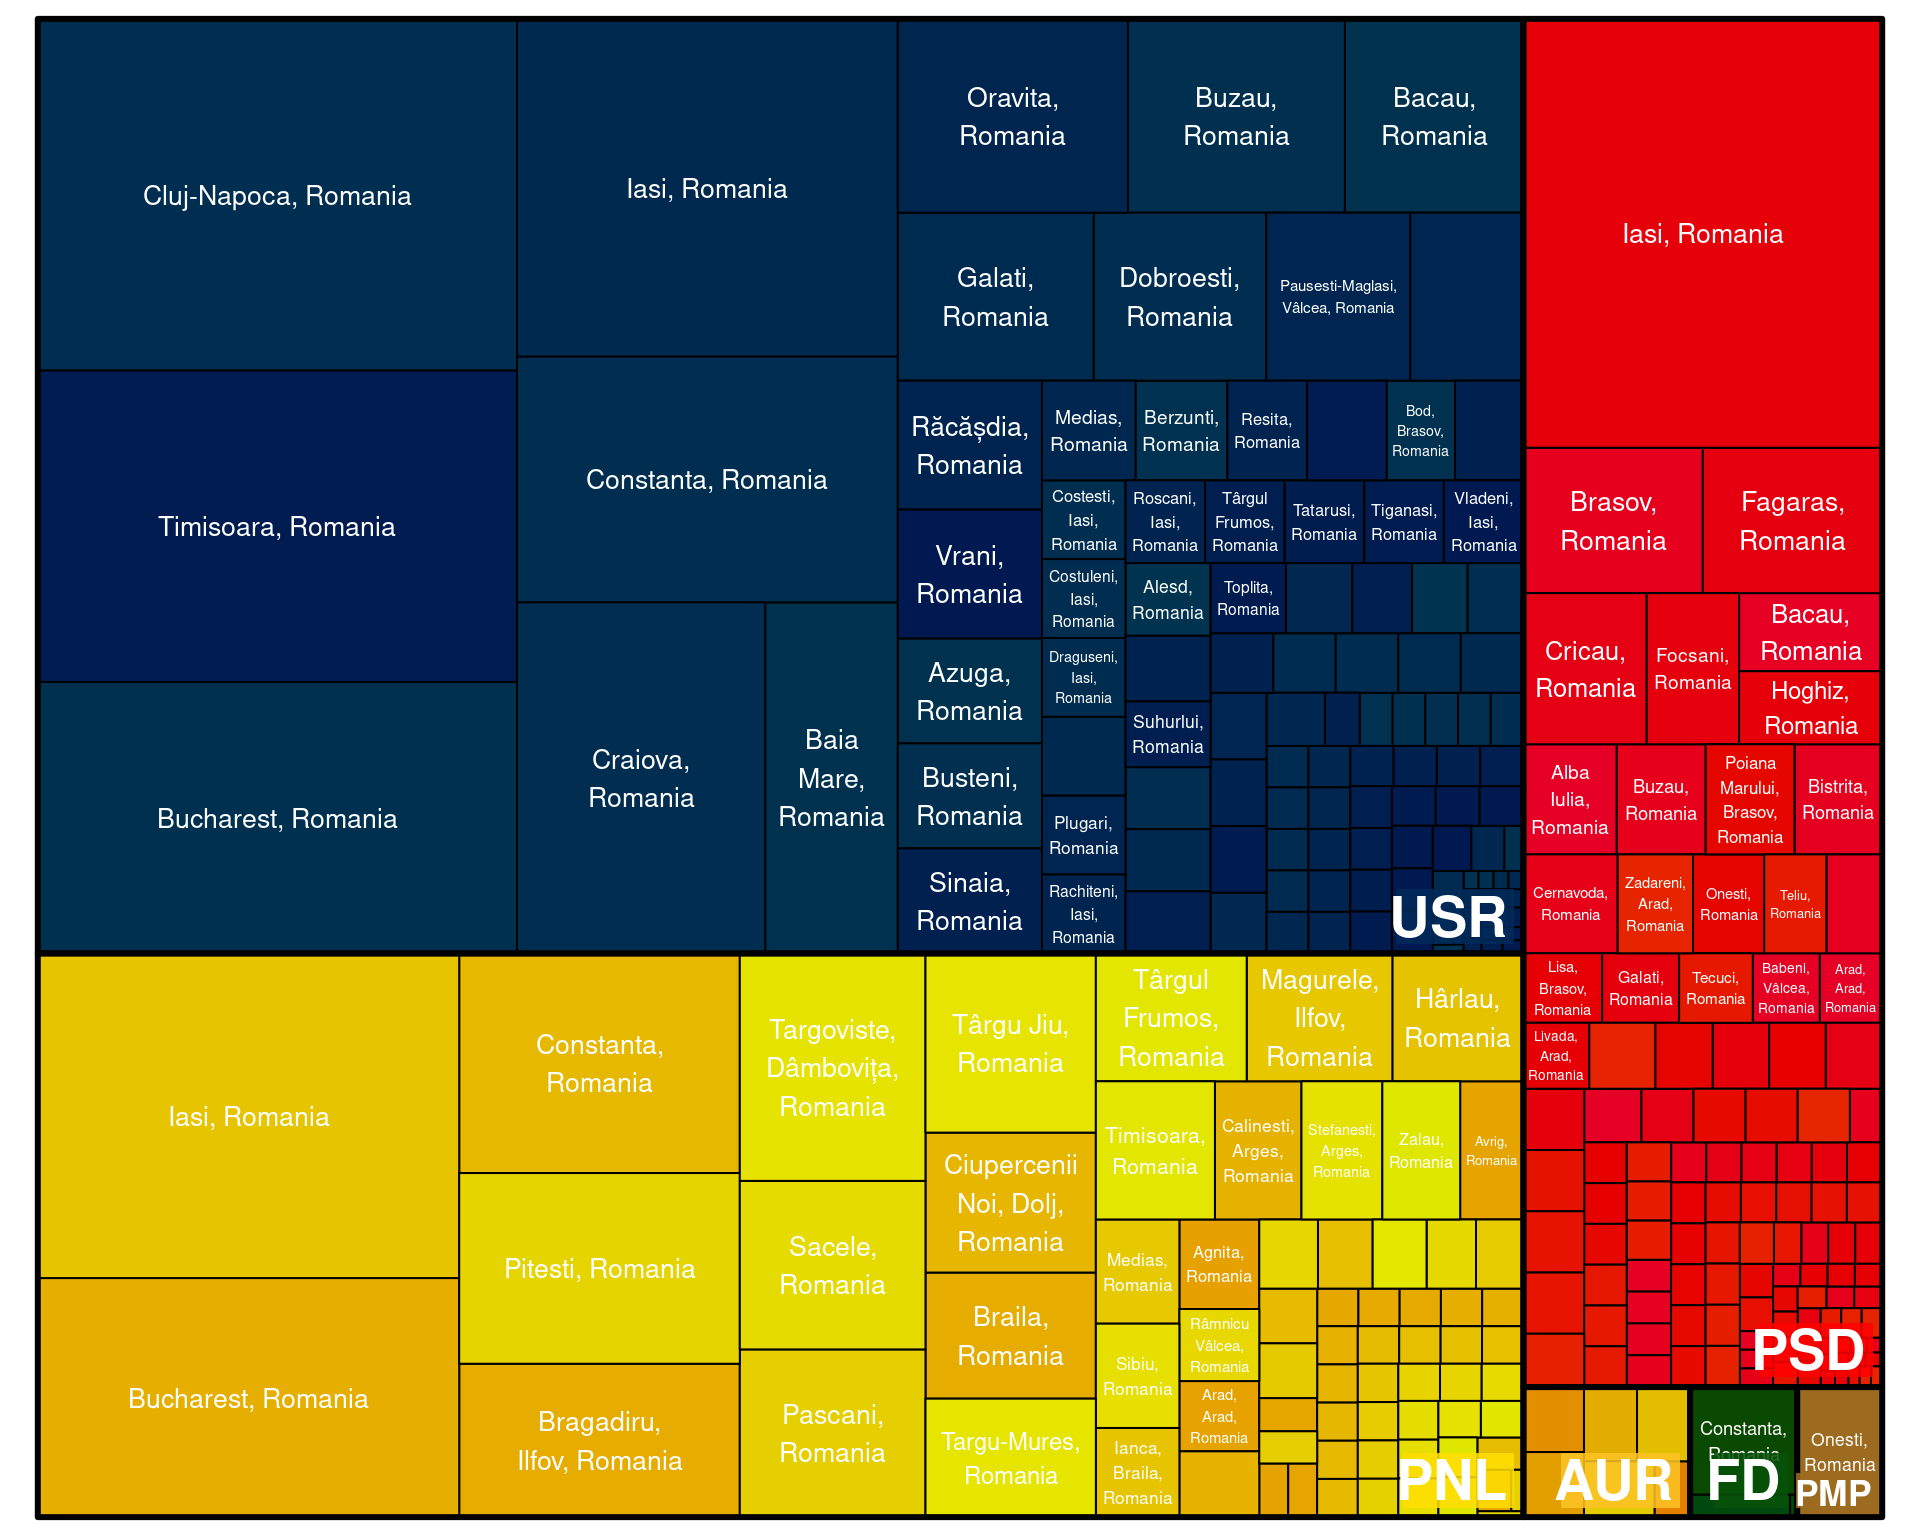 Cluj-Napoca, Romania
Timisoara, Romania
Bucharest, Romania
Iasi, Romania
Constanta, Romania
Craiova,
Romania
Baia
Mare,
Romania
Oravita,
Romania
Buzau,
Romania
Bacau,
Romania
Galati,
Romania
Dobroesti,
Romania
Pausesti-Maglasi,
Vâlcea, Romania
Răcășdia,
Romania
Vrani,
Romania
Azuga,
Romania
Busteni,
Romania
Sinaia,
Romania
Medias,
Romania
Berzunti,
Romania
Resita,
Romania
Bod,
Brasov,
Romania
Costesti,
Iasi,
Romania
Costuleni,
Iasi,
Romania
Draguseni,
Iasi,
Romania
Plugari,
Romania
Rachiteni,
Iasi,
Romania
Roscani,
Iasi,
Romania
Târgul
Frumos,
Romania
Tatarusi,
Romania
Tiganasi,
Romania
Vladeni,
Iasi,
Romania
Alesd,
Romania
Toplita,
Romania
Suhurlui,
Romania
USR
Iasi, Romania
Bucharest, Romania
Constanta,
Romania
Pitesti, Romania
Bragadiru,
Ilfov, Romania
Targoviste,
Dâmbovița,
Romania
Sacele,
Romania
Pascani,
Romania
Târgu Jiu,
Romania
Ciupercenii
Noi, Dolj,
Romania
Braila,
Romania
Targu-Mures,
Romania
Târgul
Frumos,
Romania
Magurele,
Ilfov,
Romania
Hârlau,
Romania
Timisoara,
Romania
Calinesti,
Arges,
Romania
Stefanesti,
Arges,
Romania
Zalau,
Romania
Avrig,
Romania
Medias,
Romania
Sibiu,
Romania
Ianca,
Braila,
Romania
Agnita,
Romania
Râmnicu
Vâlcea,
Romania
Arad,
Arad,
Romania
PNL
Iasi, Romania
Brasov,
Romania
Fagaras,
Romania
Cricau,
Romania
Focsani,
Romania
Bacau,
Romania
Hoghiz,
Romania
Alba
Iulia,
Romania
Buzau,
Romania
Poiana
Marului,
Brasov,
Romania
Bistrita,
Romania
Cernavoda,
Romania
Zadareni,
Arad,
Romania
Onesti,
Romania
Teliu,
Romania
Lisa,
Brasov,
Romania
Galati,
Romania
Tecuci,
Romania
Babeni,
Vâlcea,
Romania
Arad,
Arad,
Romania
Livada,
Arad,
Romania
PSD
AUR
Constanta,
Romania
FD
Onesti,
Romania
PMP